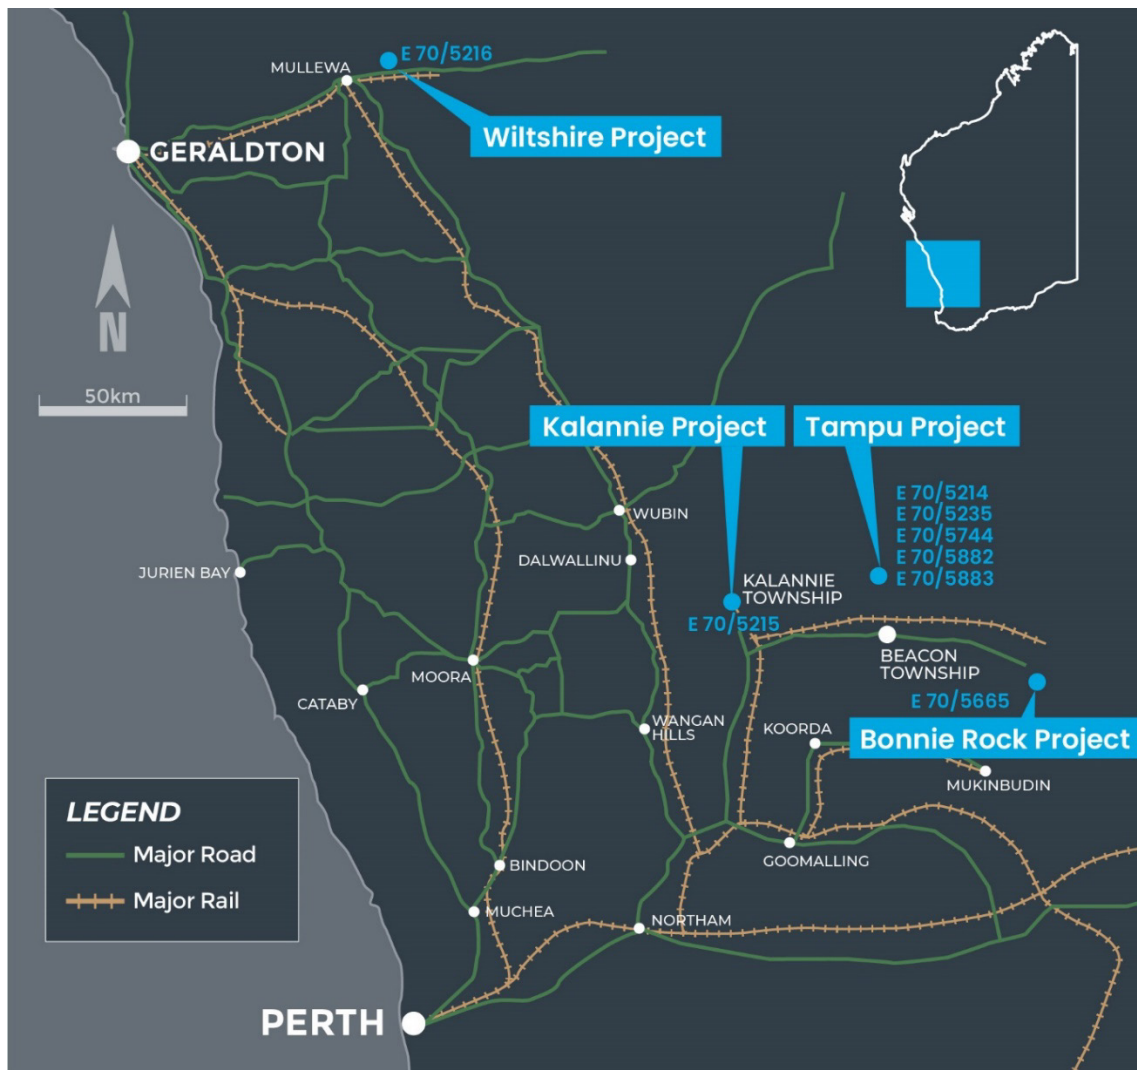 E 70/5216
MULLEWA
Wiltshire Project
GERALDTON
N
50km
Kalannie Project
Tampu Project
E 70/5214
E 70/5235
E 70/5744
E 70/5882
E 70/5883
WUBIN
DALWALLINU
JURIEN BAY
KALANNIE
TOWNSHIP
E 70/5215
BEACON
TOWNSHIP
MOORA
CATABY
E 70/5665
WANGAN
HILLS
KOORDA
Bonnie Rock Project
MUKINBUDIN
LEGEND
Major Road
Major Rail
GOOMALLING
BINDOON
MUCHEA
NORTHAM
PERTH